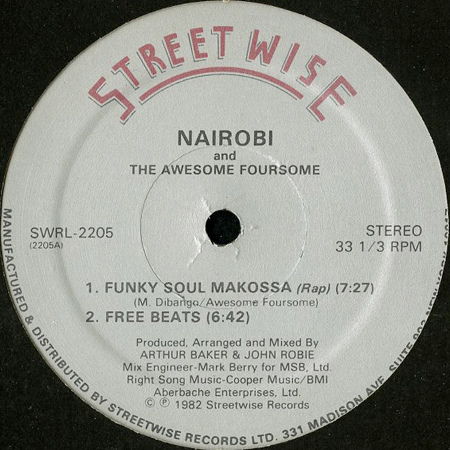 STREETWISE
NAIROBI
and
THE AWESOME FOURSOME
SWRL-2205
(2205A)
STEREO
33 1/3 RPM
1. FUNKY SOUL MAKOSSA (Rap) (7:27)
(M. Dibango/Awesome Foursome)
2. FREE BEATS (6:42)
Produced, Arranged and Mixed By
ARTHUR BAKER & JOHN ROBIE
Mix Engineer-Mark Berry for MSB, Ltd.
Right Song Music-Cooper Music/BMI
Aberbache Enterprises, Ltd.
© ℗ 1982 Streetwise Records
MANUFACTURED & DISTRIBUTED BY STREETWISE RECORDS LTD. 331 MADISON AVE. SUITE